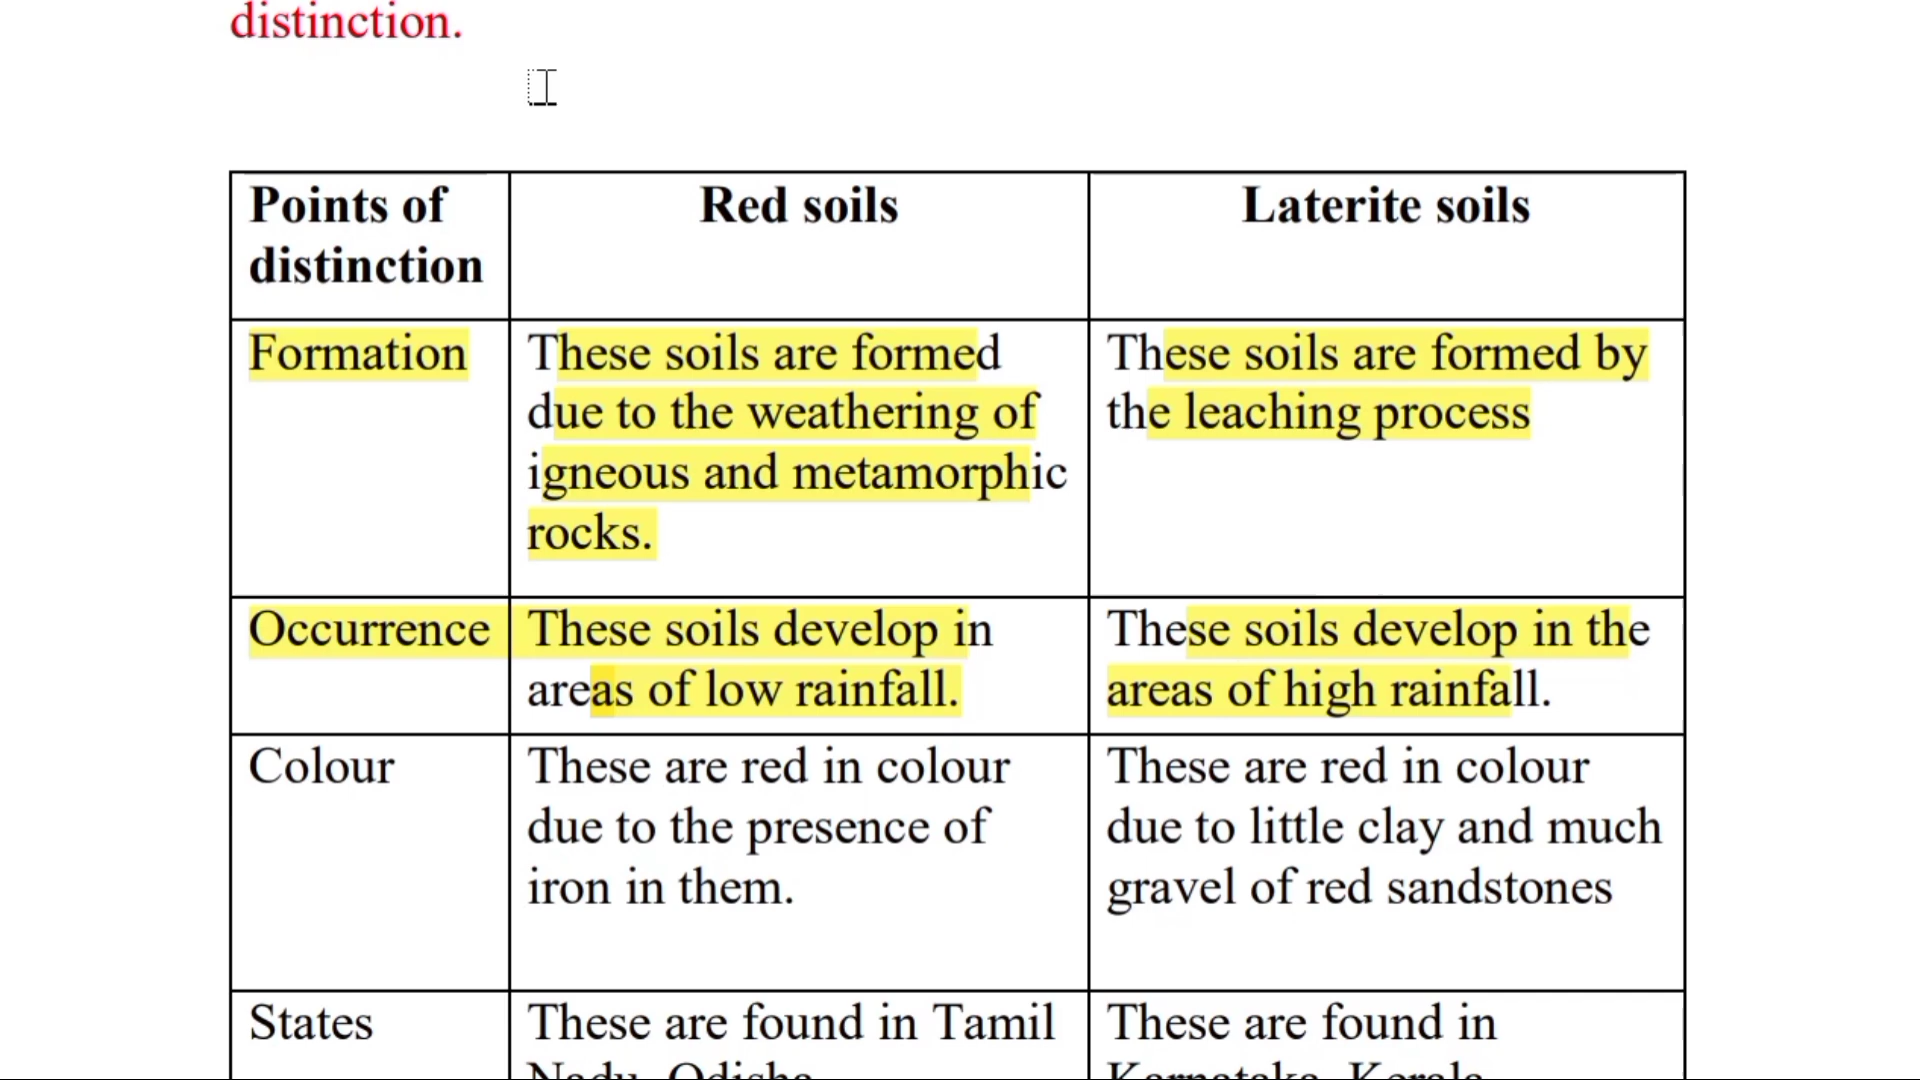 distinction.
Points of
distinction
Red soils
Laterite soils
Formation
These soils are formed
due to the weathering of
igneous and metamorphic
rocks.
These soils are formed by
the leaching process
Occurrence
These soils develop in
areas of low rainfall.
These soils develop in the
areas of high rainfall.
Colour
These are red in colour
due to the presence of
iron in them.
These are red in colour
due to little clay and much
gravel of red sandstones
States
These are found in Tamil
Nadu, Odisha
These are found in
Karnataka, Kerala